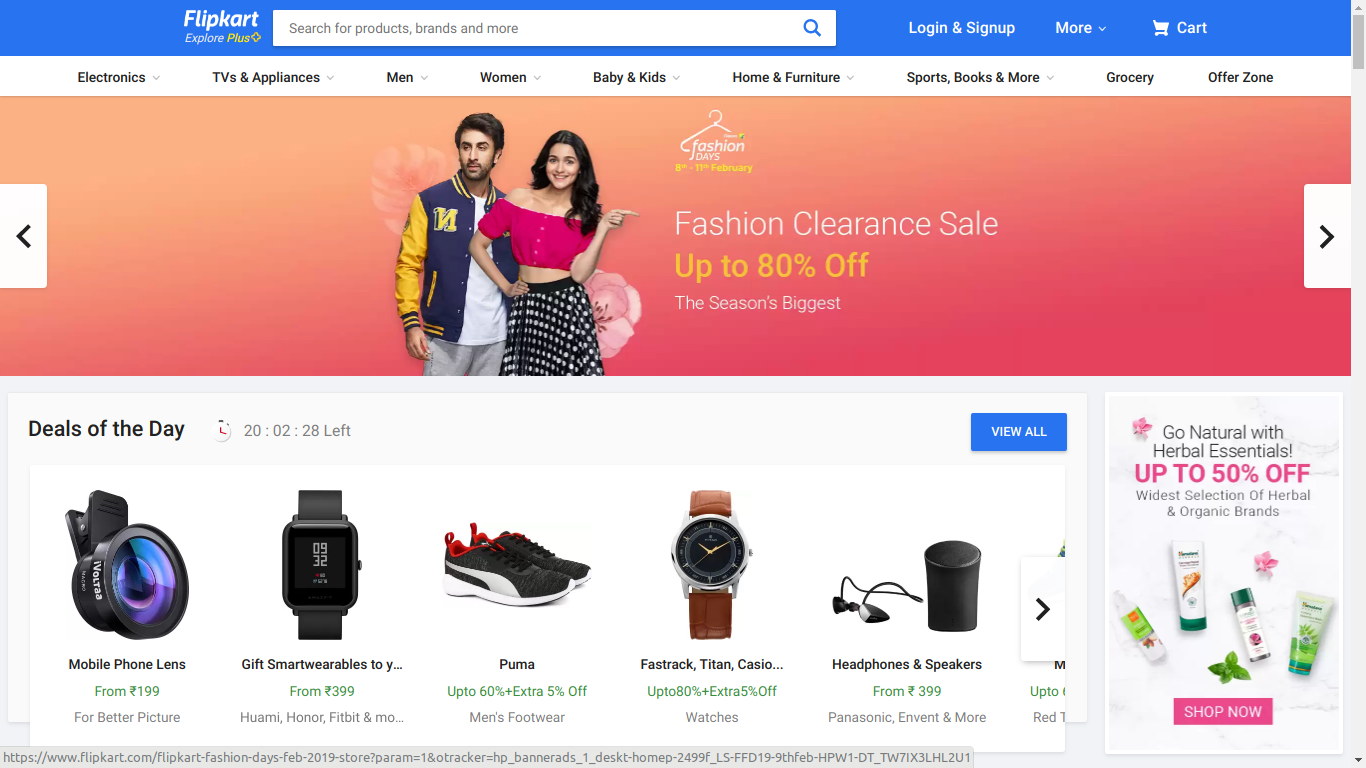 Flipkart
Explore Plus
Search for products, brands and more
Login & Signup
More
Cart
Electronics
TVs & Appliances
Men
Women
Baby & Kids
Home & Furniture
Sports, Books & More
Grocery
Offer Zone
fashion
DAYS
8th - 11th February
Fashion Clearance Sale
Up to 80% Off
The Season's Biggest
Deals of the Day
20 : 02 : 28 Left
VIEW ALL
iVoltaa
MACRO
09
32
Mobile Phone Lens
From ₹199
For Better Picture
Gift Smartwearables to y...
From ₹399
Huami, Honor, Fitbit & mo...
Puma
Upto 60%+Extra 5% Off
Men's Footwear
Fastrack, Titan, Casio...
Upto80%+Extra5%Off
Watches
Headphones & Speakers
From ₹ 399
Panasonic, Envent & More
M
Upto
Red T
Go Natural with
Herbal Essentials!
UP TO 50% OFF
Widest Selection Of Herbal
& Organic Brands
SHOP NOW
https://www.flipkart.com/flipkart-fashion-days-feb-2019-store?param=1&otracker=hp_bannerads_1_deskt-homep-2499f_LS-FFD19-9thfeb-HPW1-DT_TW7IX3LHL2U1